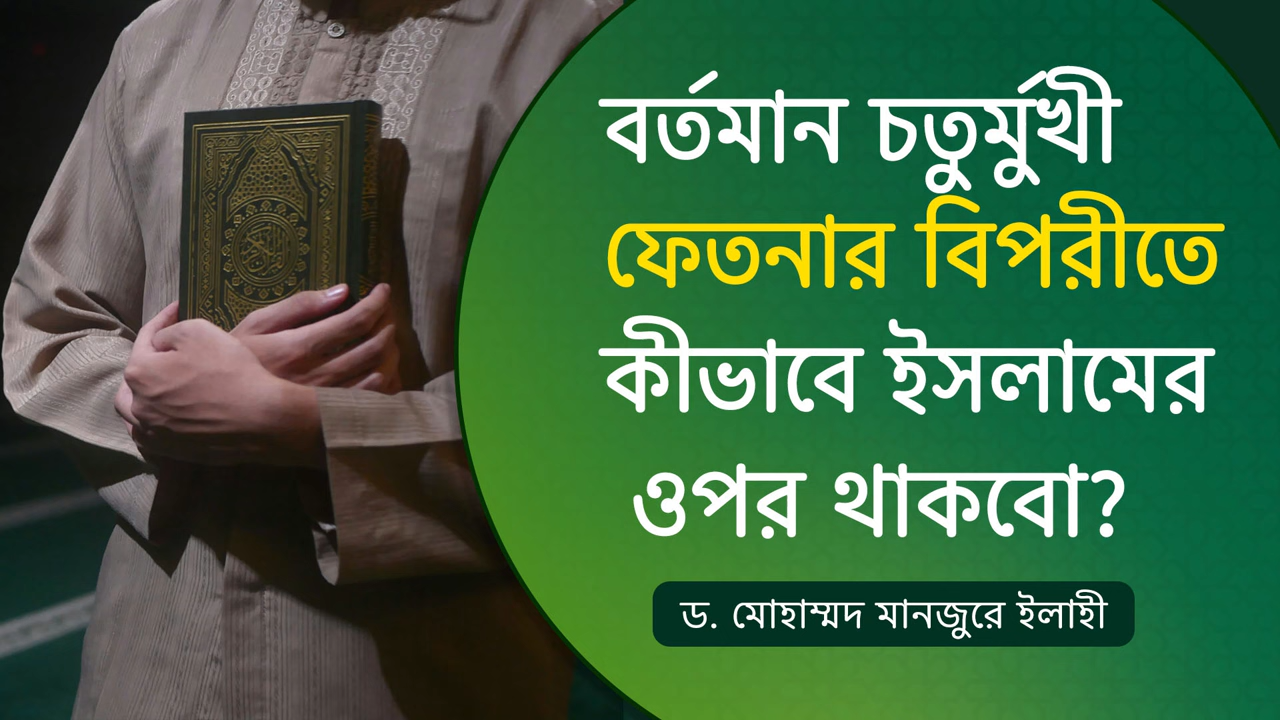 বর্তমান চতুর্মুখী
ফেতনার বিপরীতে
কীভাবে ইসলামের
ওপর থাকবো?
ড. মোহাম্মদ মানজুরে ইলাহী